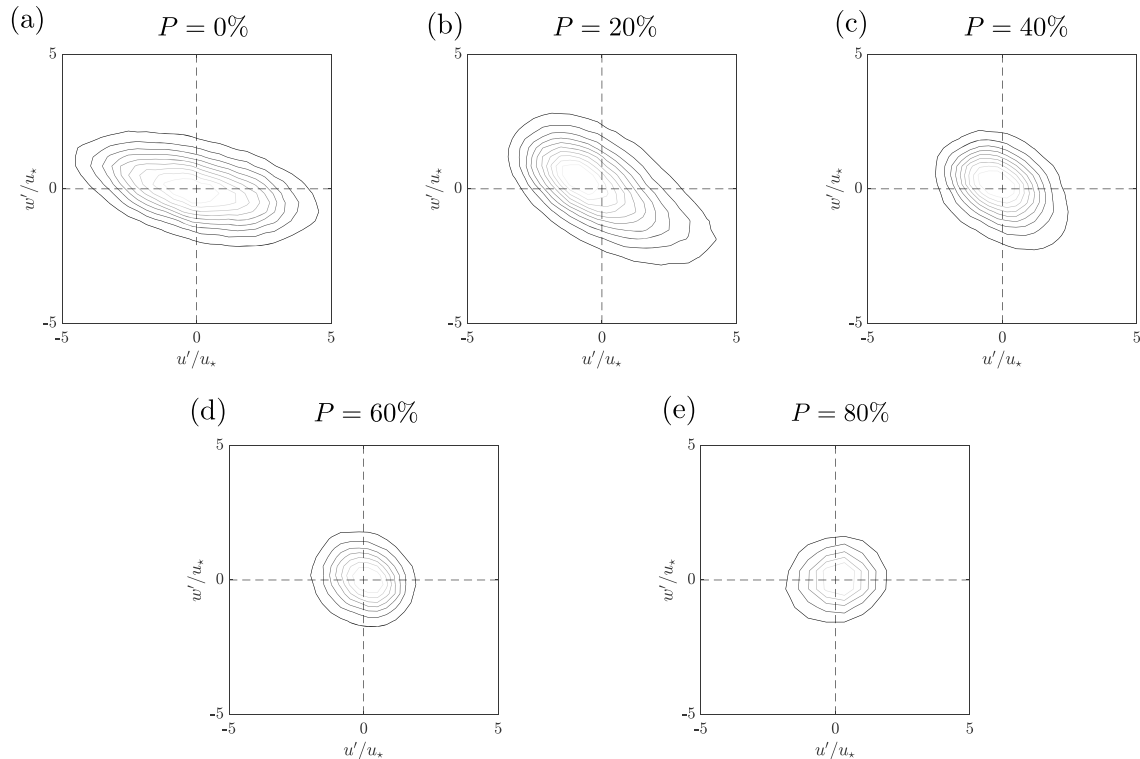 (a) P = 0%
5
w′/u⋆
0
-5
-5 0 5
u′/u⋆
(b) P = 20%
5
w′/u⋆
0
-5
-5 0 5
u′/u⋆
(c) P = 40%
5
w′/u⋆
0
-5
-5 0 5
u′/u⋆
(d) P = 60%
5
w′/u⋆
0
-5
-5 0 5
u′/u⋆
(e) P = 80%
5
w′/u⋆
0
-5
-5 0 5
u′/u⋆